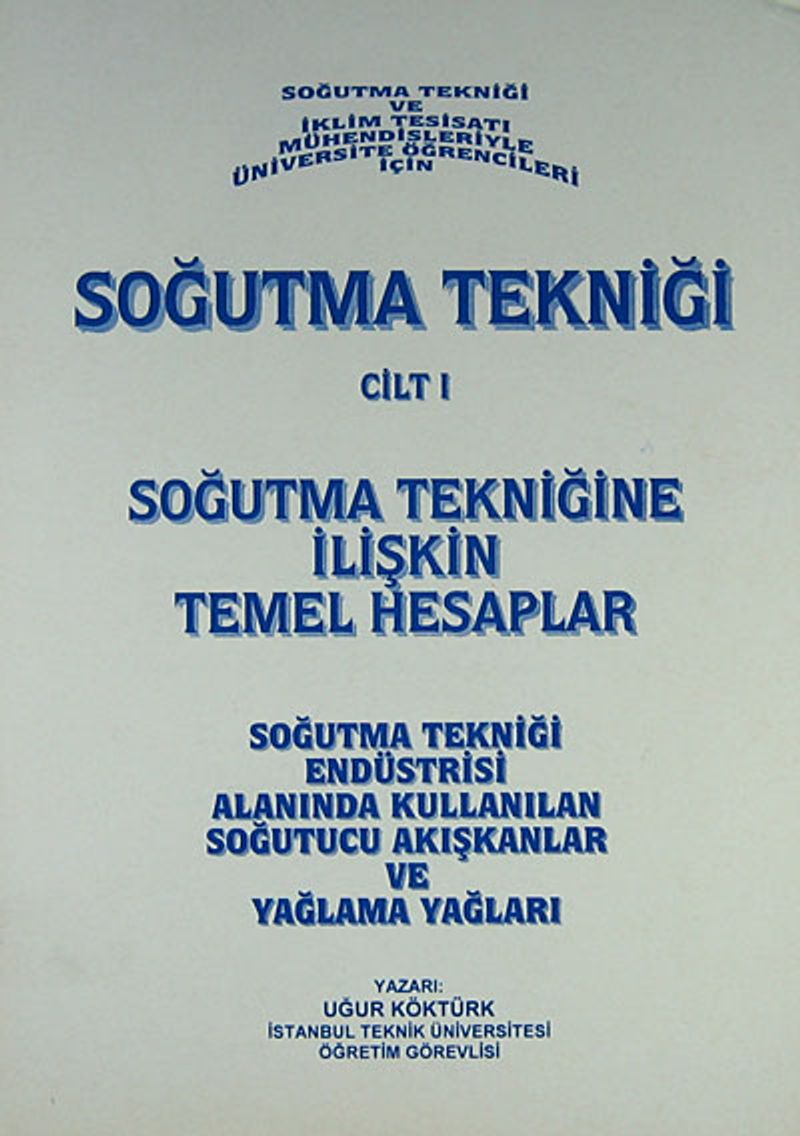 SOĞUTMA TEKNİĞİ
VE
İKLİM TESİSATI
MÜHENDİSLERİYLE
ÜNİVERSİTE ÖĞRENCİLERİ
İÇİN
SOĞUTMA TEKNİĞİ
CİLT I
SOĞUTMA TEKNİĞİNE
İLİŞKİN
TEMEL HESAPLAR
SOĞUTMA TEKNİĞİ
ENDÜSTRİSİ
ALANINDA KULLANILAN
SOĞUTUCU AKIŞKANLAR
VE
YAĞLAMA YAĞLARI
YAZARI:
UĞUR KÖKTÜRK
İSTANBUL TEKNİK ÜNİVERSİTESİ
ÖĞRETİM GÖREVLİSİ